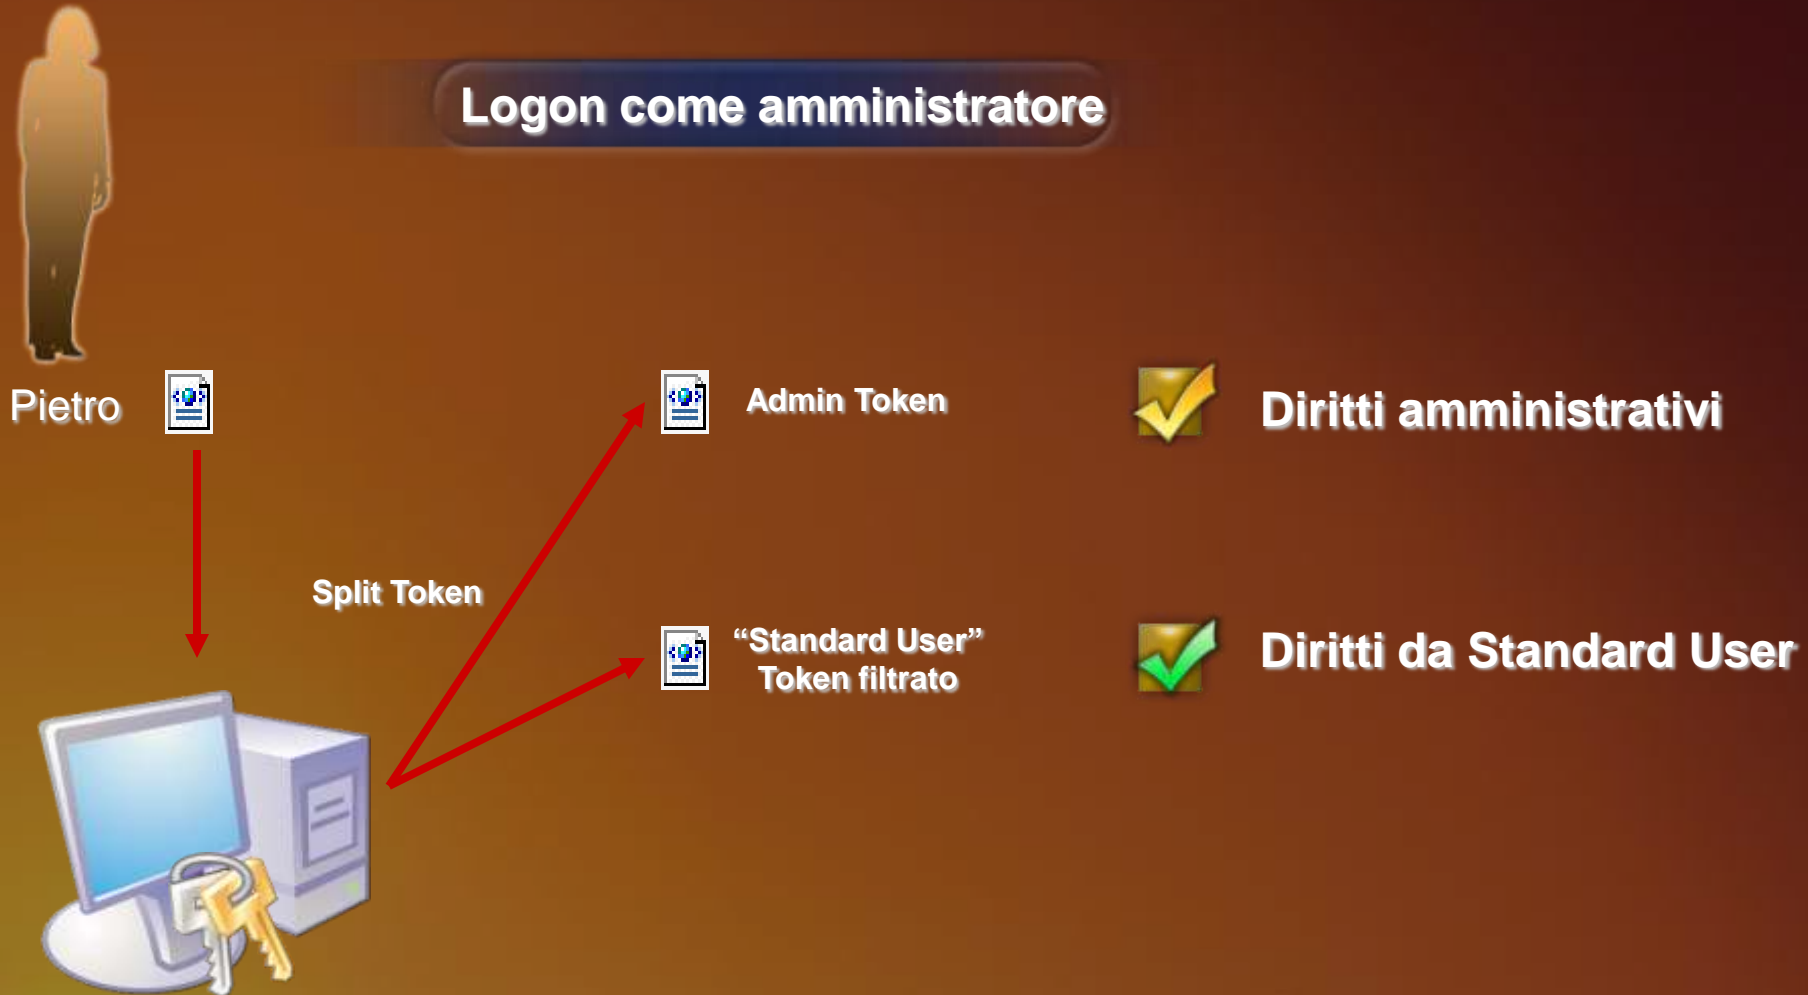 Logon come amministratore
Pietro
Admin Token
Diritti amministrativi
Split Token
“Standard User”
Token filtrato
Diritti da Standard User